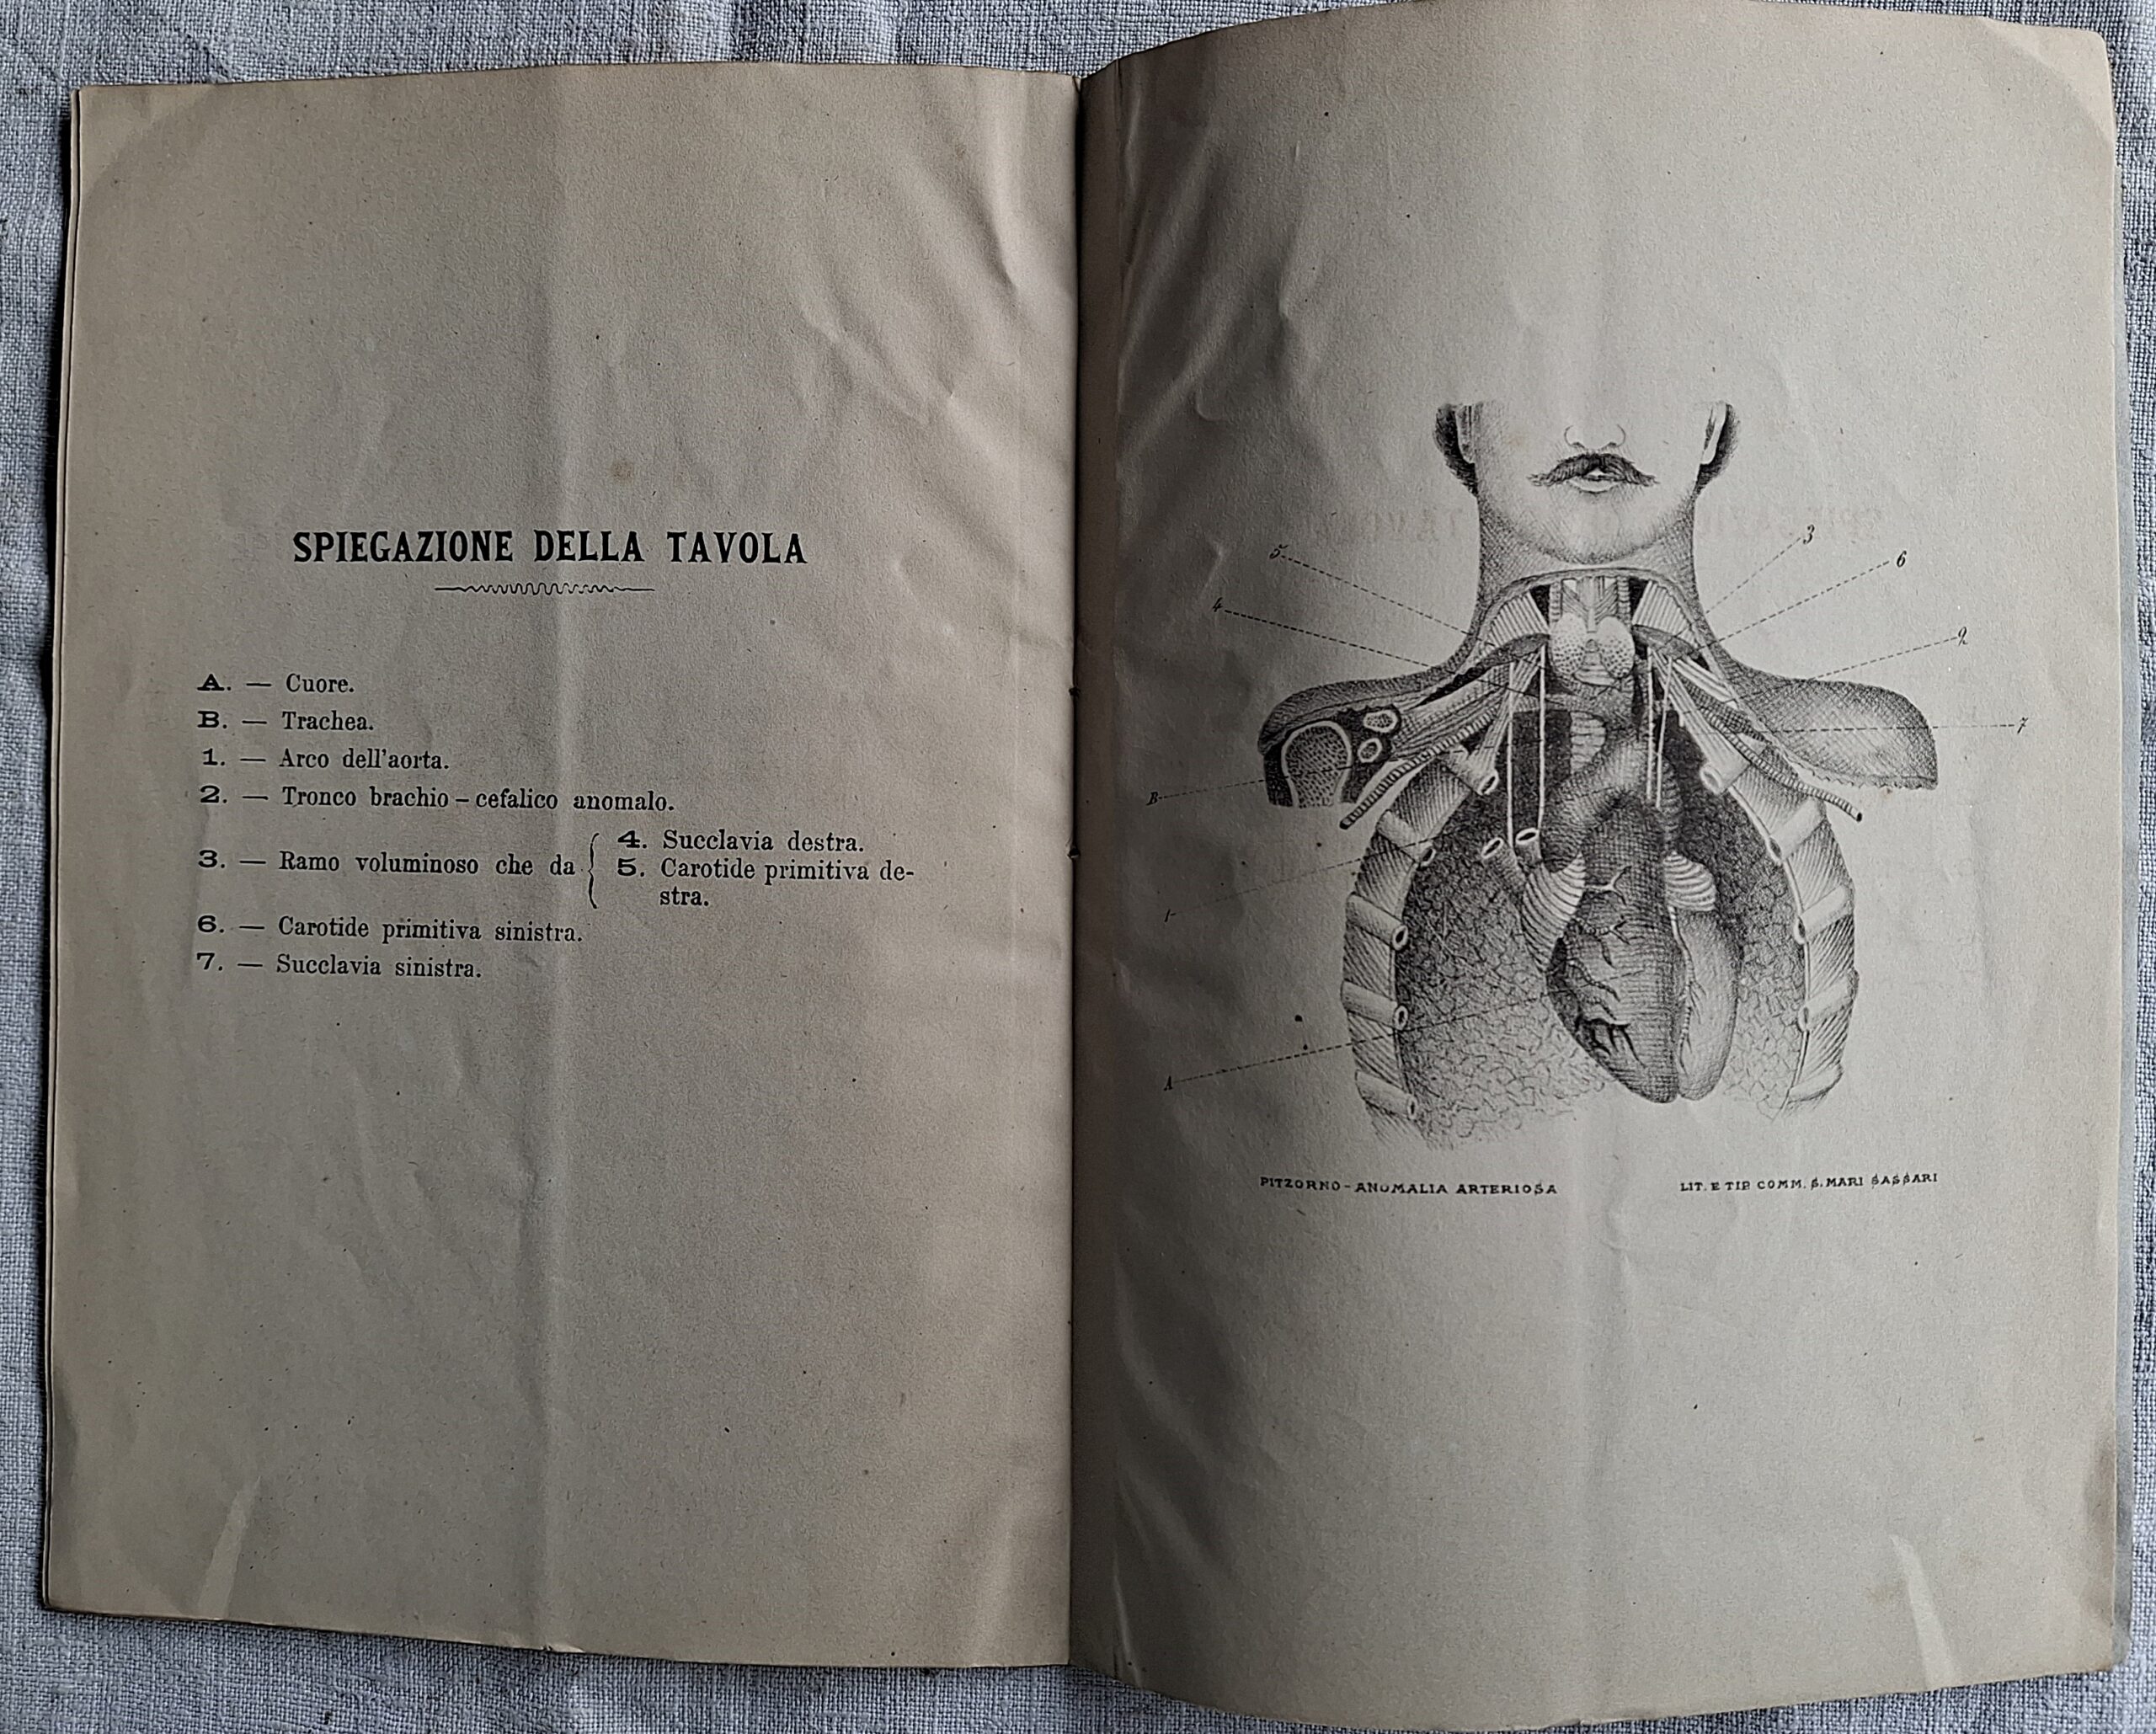 SPIEGAZIONE DELLA TAVOLA
A. — Cuore.
B. — Trachea.
1. — Arco dell'aorta.
2. — Tronco brachio – cefalico anomalo.
3. — Ramo voluminoso che da { 4. Succlavia destra.
5. Carotide primitiva de-
stra.
6. — Carotide primitiva sinistra.
7. — Succlavia sinistra.
5
3
6
4
2
7
B
1
A
PITZORNO - ANOMALIA ARTERIOSA
LIT. E TIP. COMM. S. MARI SASSARI